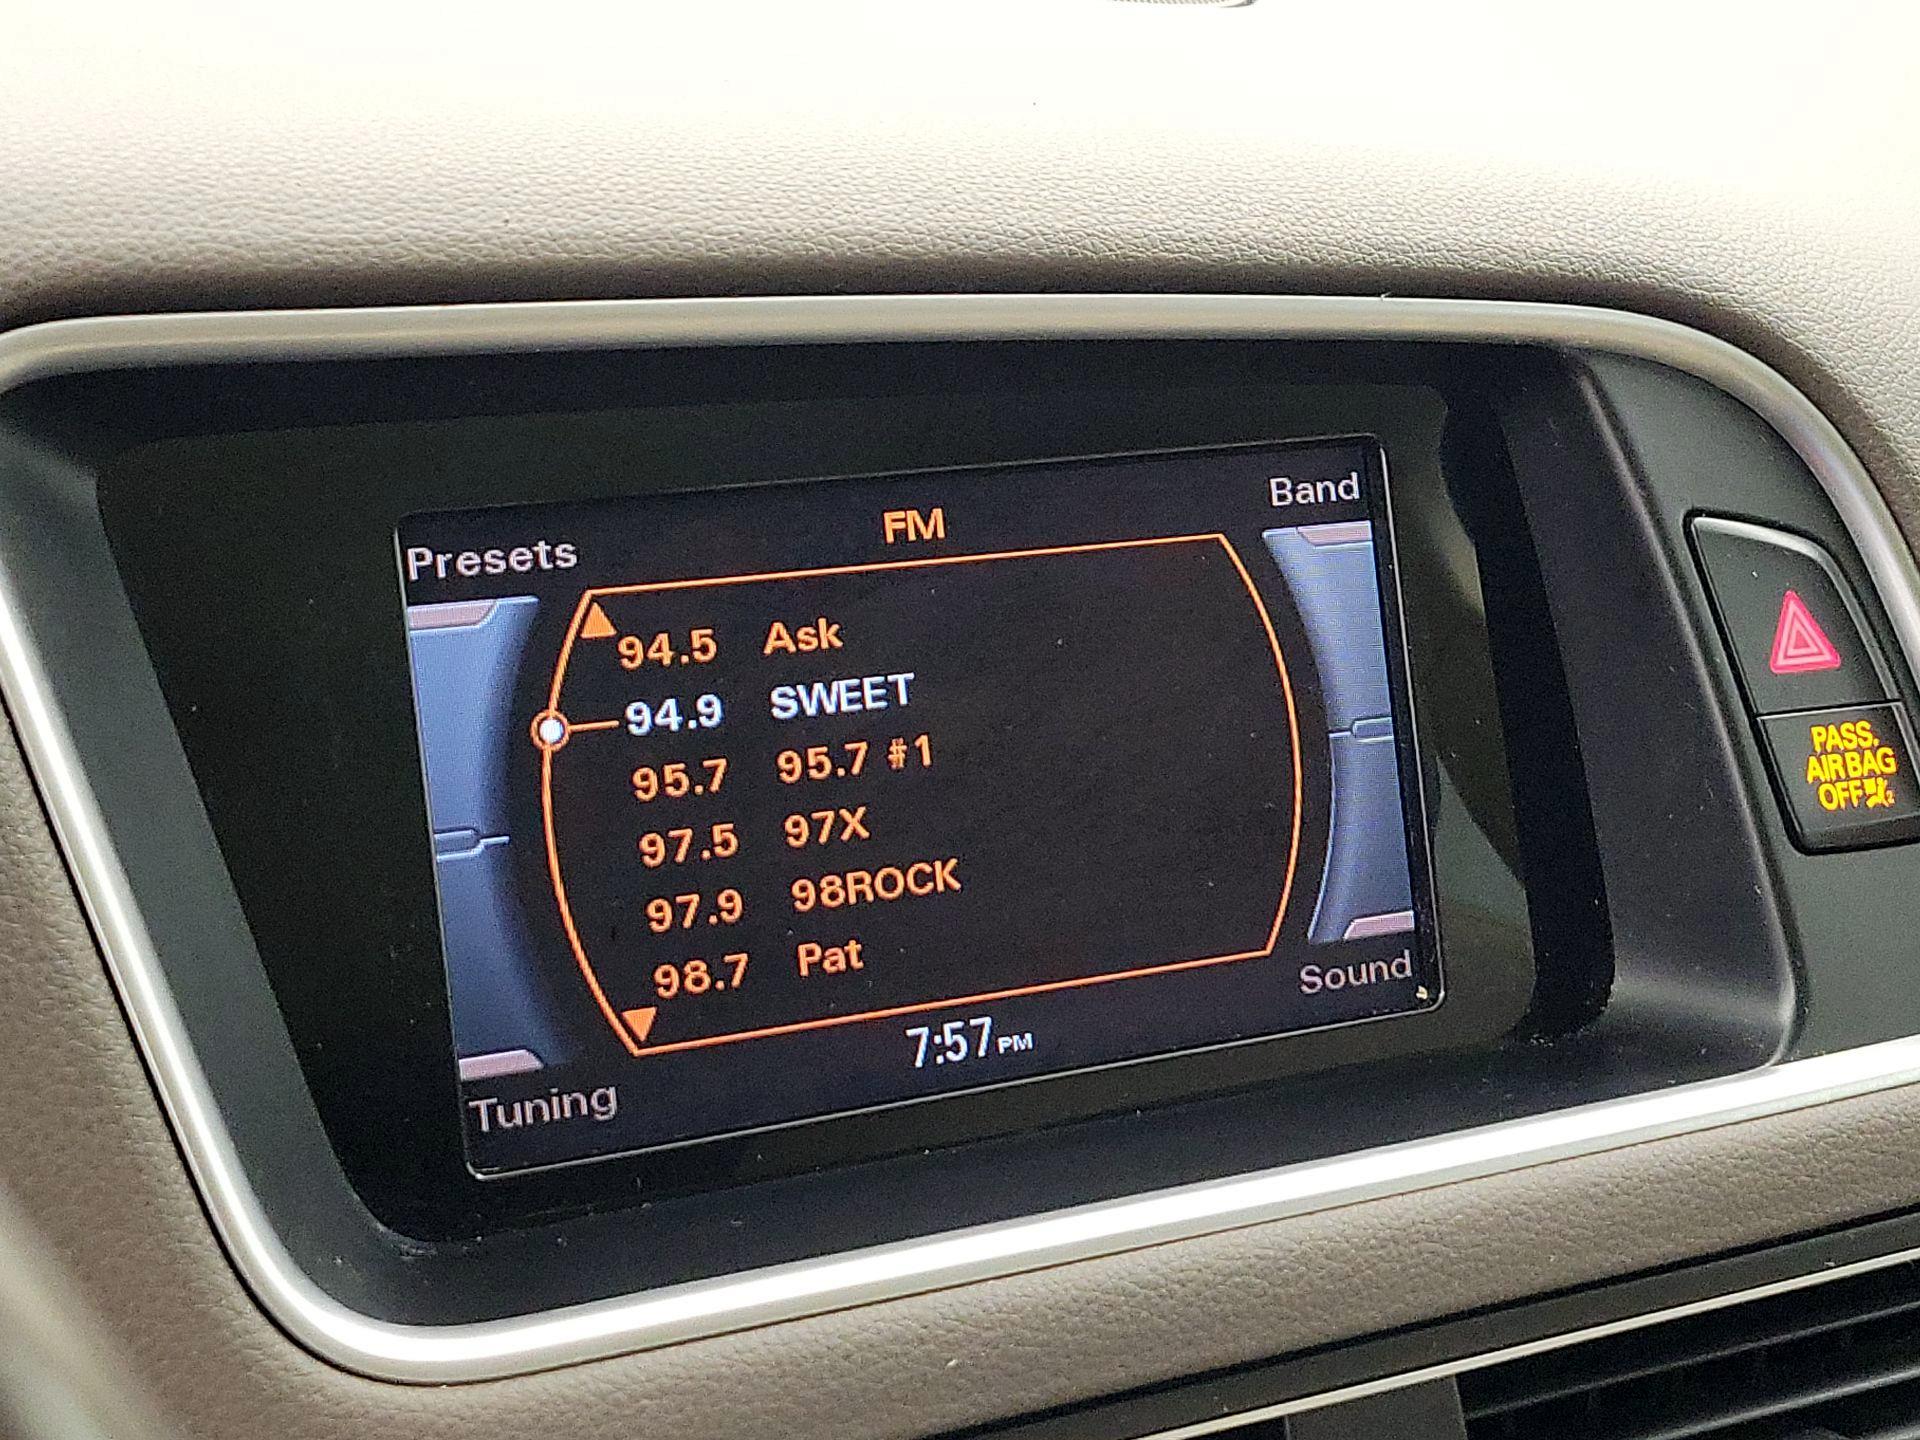 Presets
FM
Band
94.5 Ask
94.9 SWEET
95.7 95.7 #1
97.5 97X
97.9 98ROCK
98.7 Pat
Tuning
7:57 PM
Sound
PASS.
AIR BAG
OFF
2